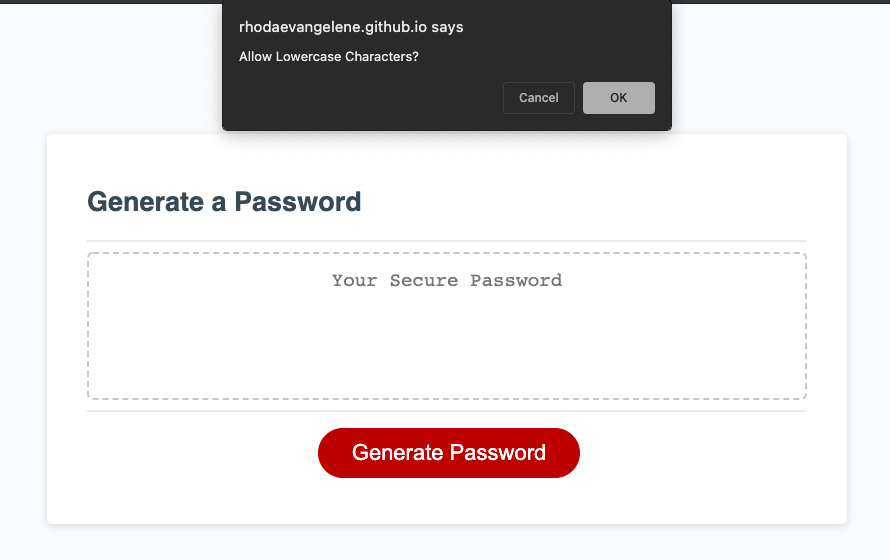 rhodaevangelene.github.io says
Allow Lowercase Characters?
Cancel
OK
Generate a Password
Your Secure Password
Generate Password